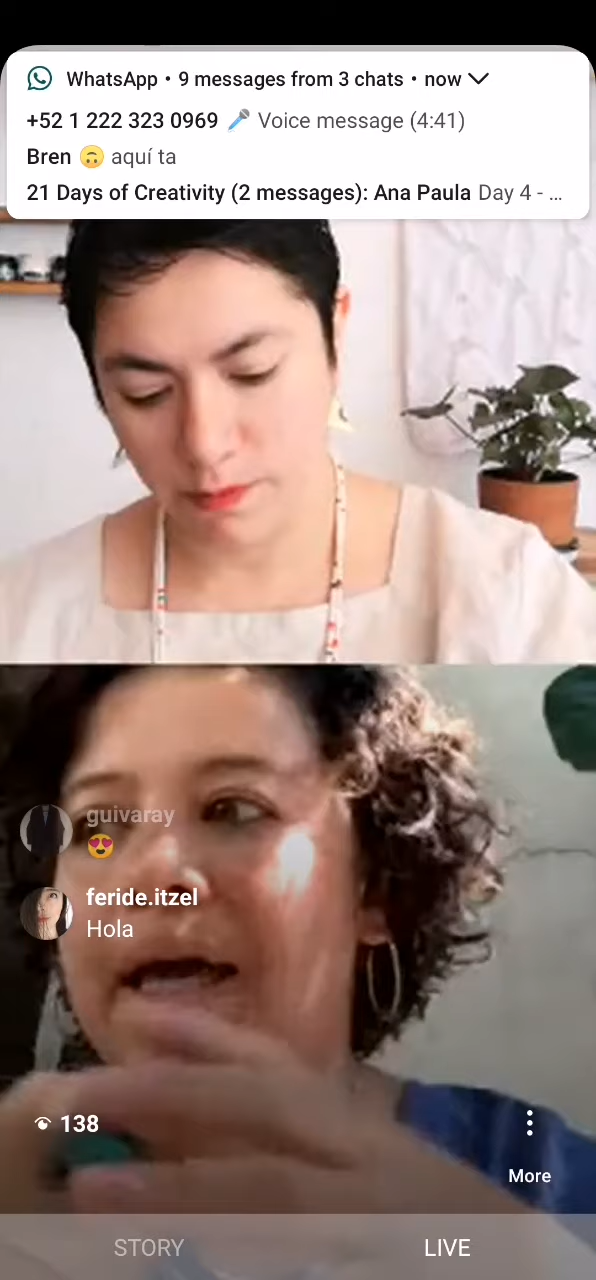 WhatsApp • 9 messages from 3 chats • now
+52 1 222 323 0969 🎤 Voice message (4:41)
Bren 🙃 aquí ta
21 Days of Creativity (2 messages): Ana Paula Day 4 - ...
guivaray
😍
feride.itzel
Hola
138
More
STORY LIVE